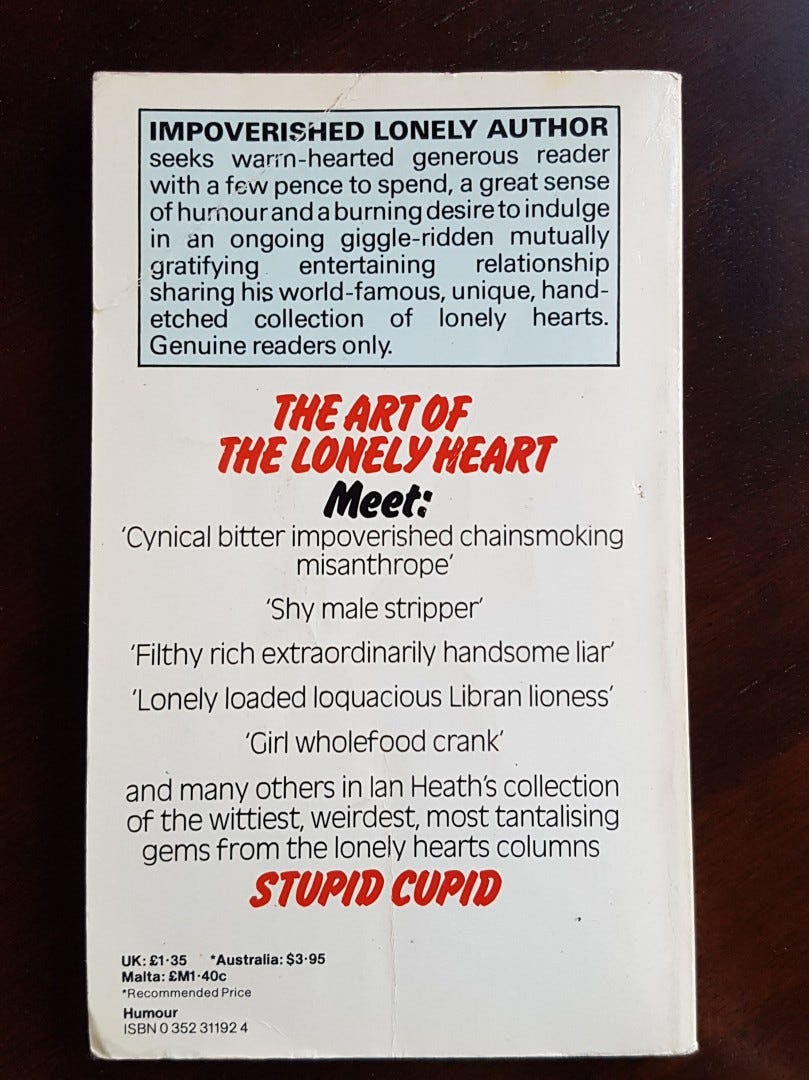 IMPOVERISHED LONELY AUTHOR
seeks warm-hearted generous reader
with a few pence to spend, a great sense
of humour and a burning desire to indulge
in an ongoing giggle-ridden mutually
gratifying entertaining relationship
sharing his world-famous, unique, hand-
etched collection of lonely hearts.
Genuine readers only.
THE ART OF
THE LONELY HEART
Meet:
'Cynical bitter impoverished chainsmoking
misanthrope'
'Shy male stripper'
'Filthy rich extraordinarily handsome liar'
'Lonely loaded loquacious Libran lioness'
'Girl wholefood crank'
and many others in Ian Heath's collection
of the wittiest, weirdest, most tantalising
gems from the lonely hearts columns
STUPID CUPID
UK: £1·35 *Australia: $3·95
Malta: £M1·40c
*Recommended Price
Humour
ISBN 0 352 31192 4